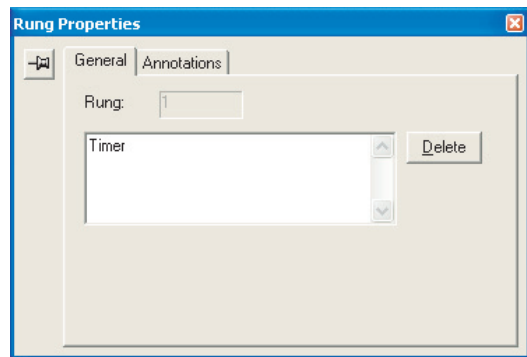 Rung Properties
General Annotations
Rung: 1
Timer
Delete